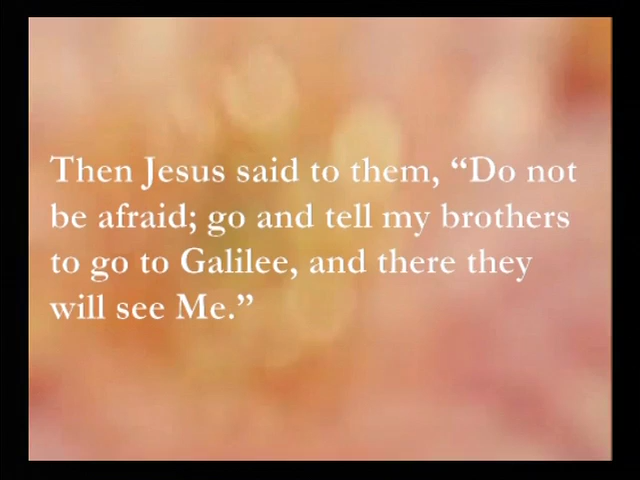 Then Jesus said to them, “Do not
be afraid; go and tell my brothers
to go to Galilee, and there they
will see Me.”